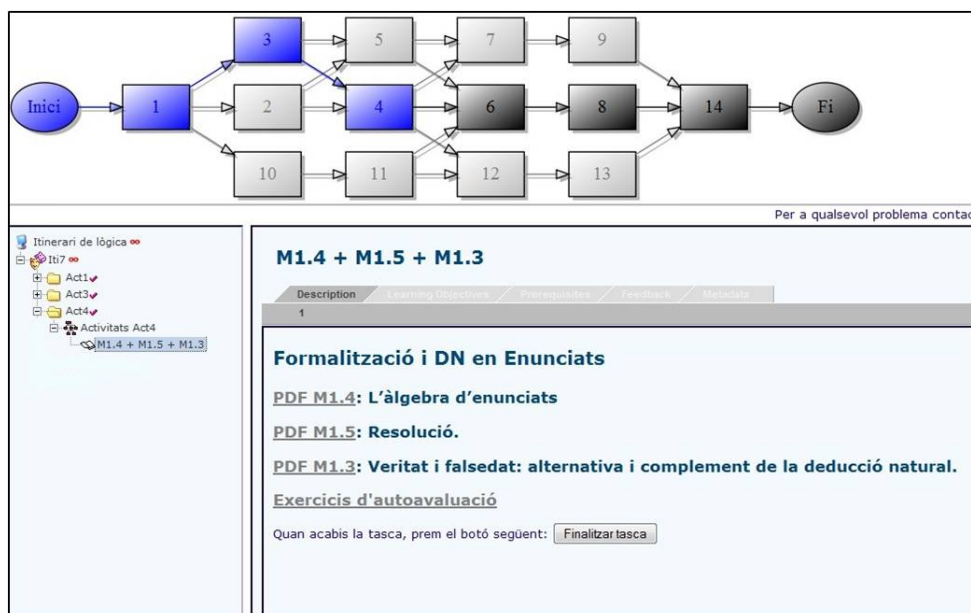 3 5 7 9
Inici 1 2 4 6 8 14 Fi
10 11 12 13
Per a qualsevol problema contac
Itinerari de lògica
Iti7
Act1
Act3
Act4
Activitats Act4
M1.4 + M1.5 + M1.3
M1.4 + M1.5 + M1.3
Description Learning Objectives Prerequisites Feedback Metadata
1
Formalització i DN en Enunciats
PDF M1.4: L'àlgebra d'enunciats
PDF M1.5: Resolució.
PDF M1.3: Veritat i falsedat: alternativa i complement de la deducció natural.
Exercicis d'autoavaluació
Quan acabis la tasca, prem el botó següent: Finalitzar tasca